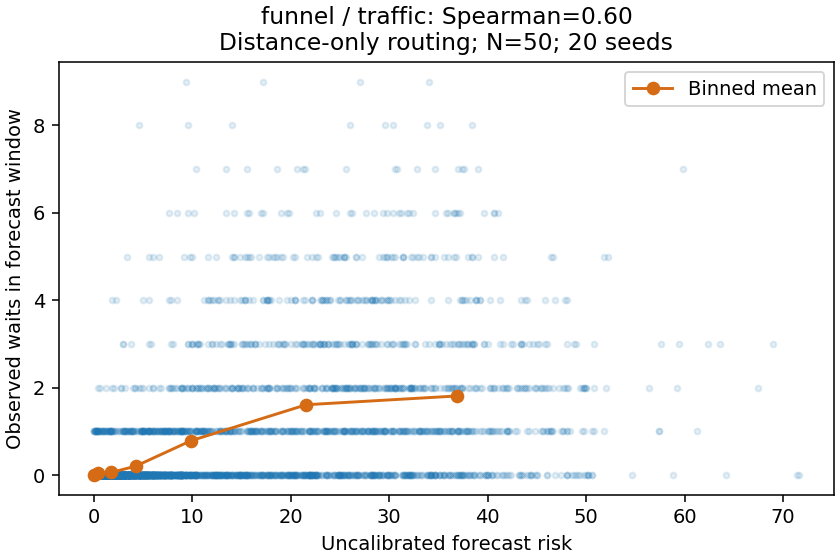 funnel / traffic: Spearman=0.60
Distance-only routing; N=50; 20 seeds
Binned mean
Observed waits in forecast window
8
6
4
2
0
0 10 20 30 40 50 60 70
Uncalibrated forecast risk